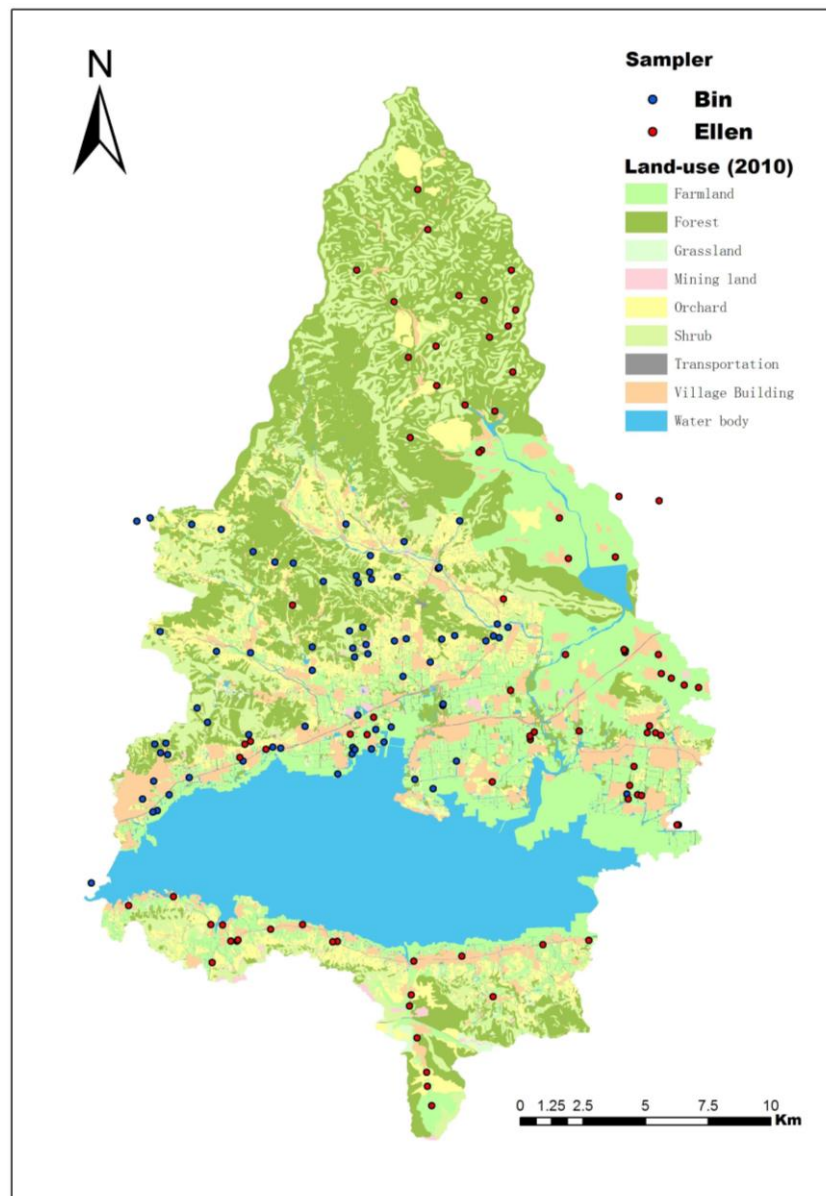 N
Sampler
Bin
Ellen
Land-use (2010)
Farmland
Forest
Grassland
Mining land
Orchard
Shrub
Transportation
Village Building
Water body
0 1.25 2.5 5 7.5 10
Km